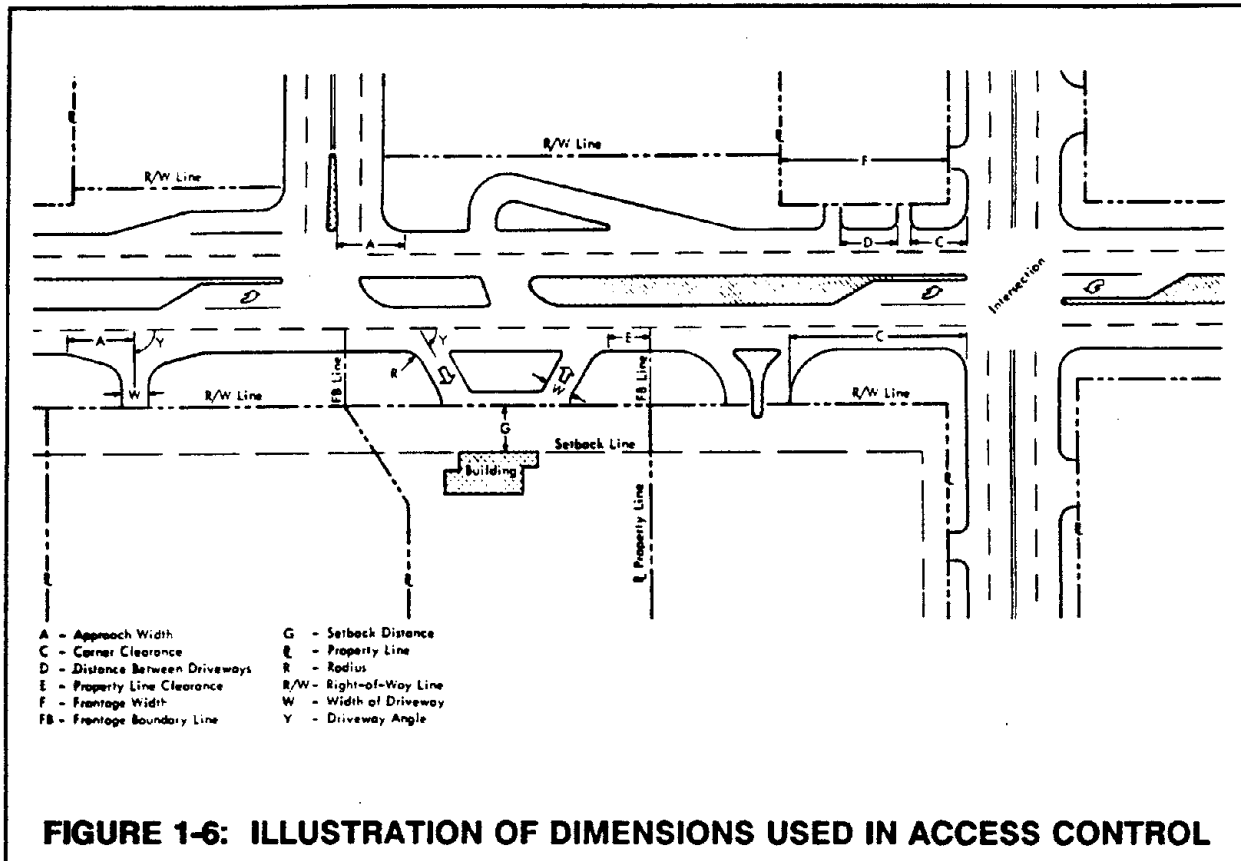 R/W Line
R/W Line
F
A
D
C
Intersection
A
Y
W
R/W Line
FB Line
Y
R
W
E
FB Line
C
R/W Line
G
Setback Line
Building
Property Line
A - Approach Width
C - Corner Clearance
D - Distance Between Driveways
E - Property Line Clearance
F - Frontage Width
FB - Frontage Boundary Line
G - Setback Distance
Property Line
R - Radius
R/W - Right-of-Way Line
W - Width of Driveway
Y - Driveway Angle
FIGURE 1-6: ILLUSTRATION OF DIMENSIONS USED IN ACCESS CONTROL